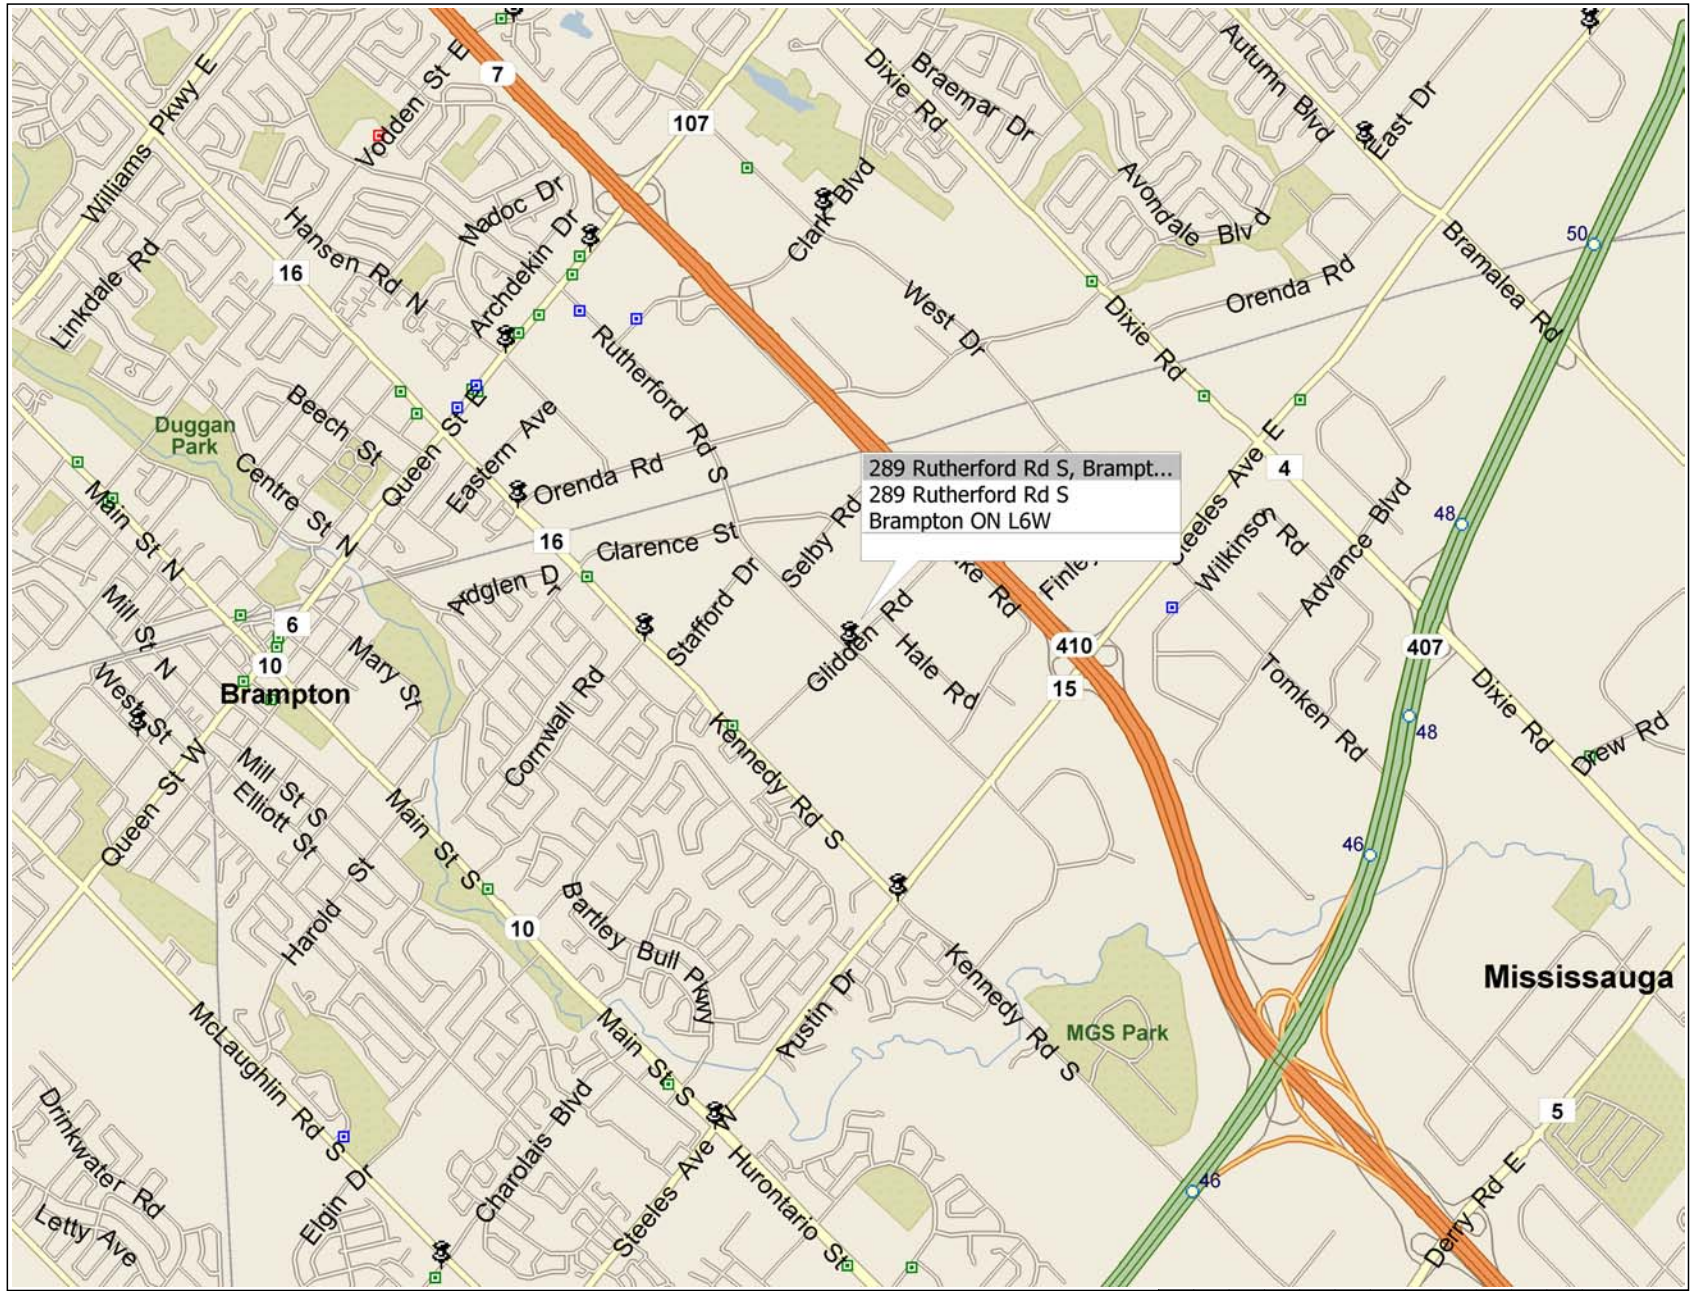 Vodden St E
7
107
Williams Pkwy E
Dixie Rd
Braemar Dr
Autumn Blvd
East Dr
Madoc Dr
Archdekin Dr
Hansen Rd N
16
Linkdale Rd
Clark Blvd
Avondale Blvd
50
Bramalea Rd
Orenda Rd
West Dr
Dixie Rd
Rutherford Rd S
Beech St
Queen St E
Eastern Ave
Duggan
Park
Centre St N
Orenda Rd
Main St N
16
Clarence St
Selby Rd
289 Rutherford Rd S, Brampt...
289 Rutherford Rd S
Brampton ON L6W
Steeles Ave E
4
48
Wilkinson Rd
Advance Blvd
Ardglen Dr
Stafford Dr
Mill St N
6
10
Brampton
Mary St
West St
Glidden Rd
Hale Rd
410
15
407
48
Tomken Rd
Dixie Rd
Drew Rd
Cornwall Rd
Kennedy Rd S
Queen St W
Mill St S
Elliott St
Main St S
46
Harold St
10
Bartley Bull Pkwy
Kennedy Rd S
Mississauga
MGS Park
Austin Dr
McLaughlin Rd S
Main St S
5
Drinkwater Rd
Letty Ave
Elgin Dr
Charolais Blvd
Steeles Ave W
Hurontario St
46
Derry Rd E